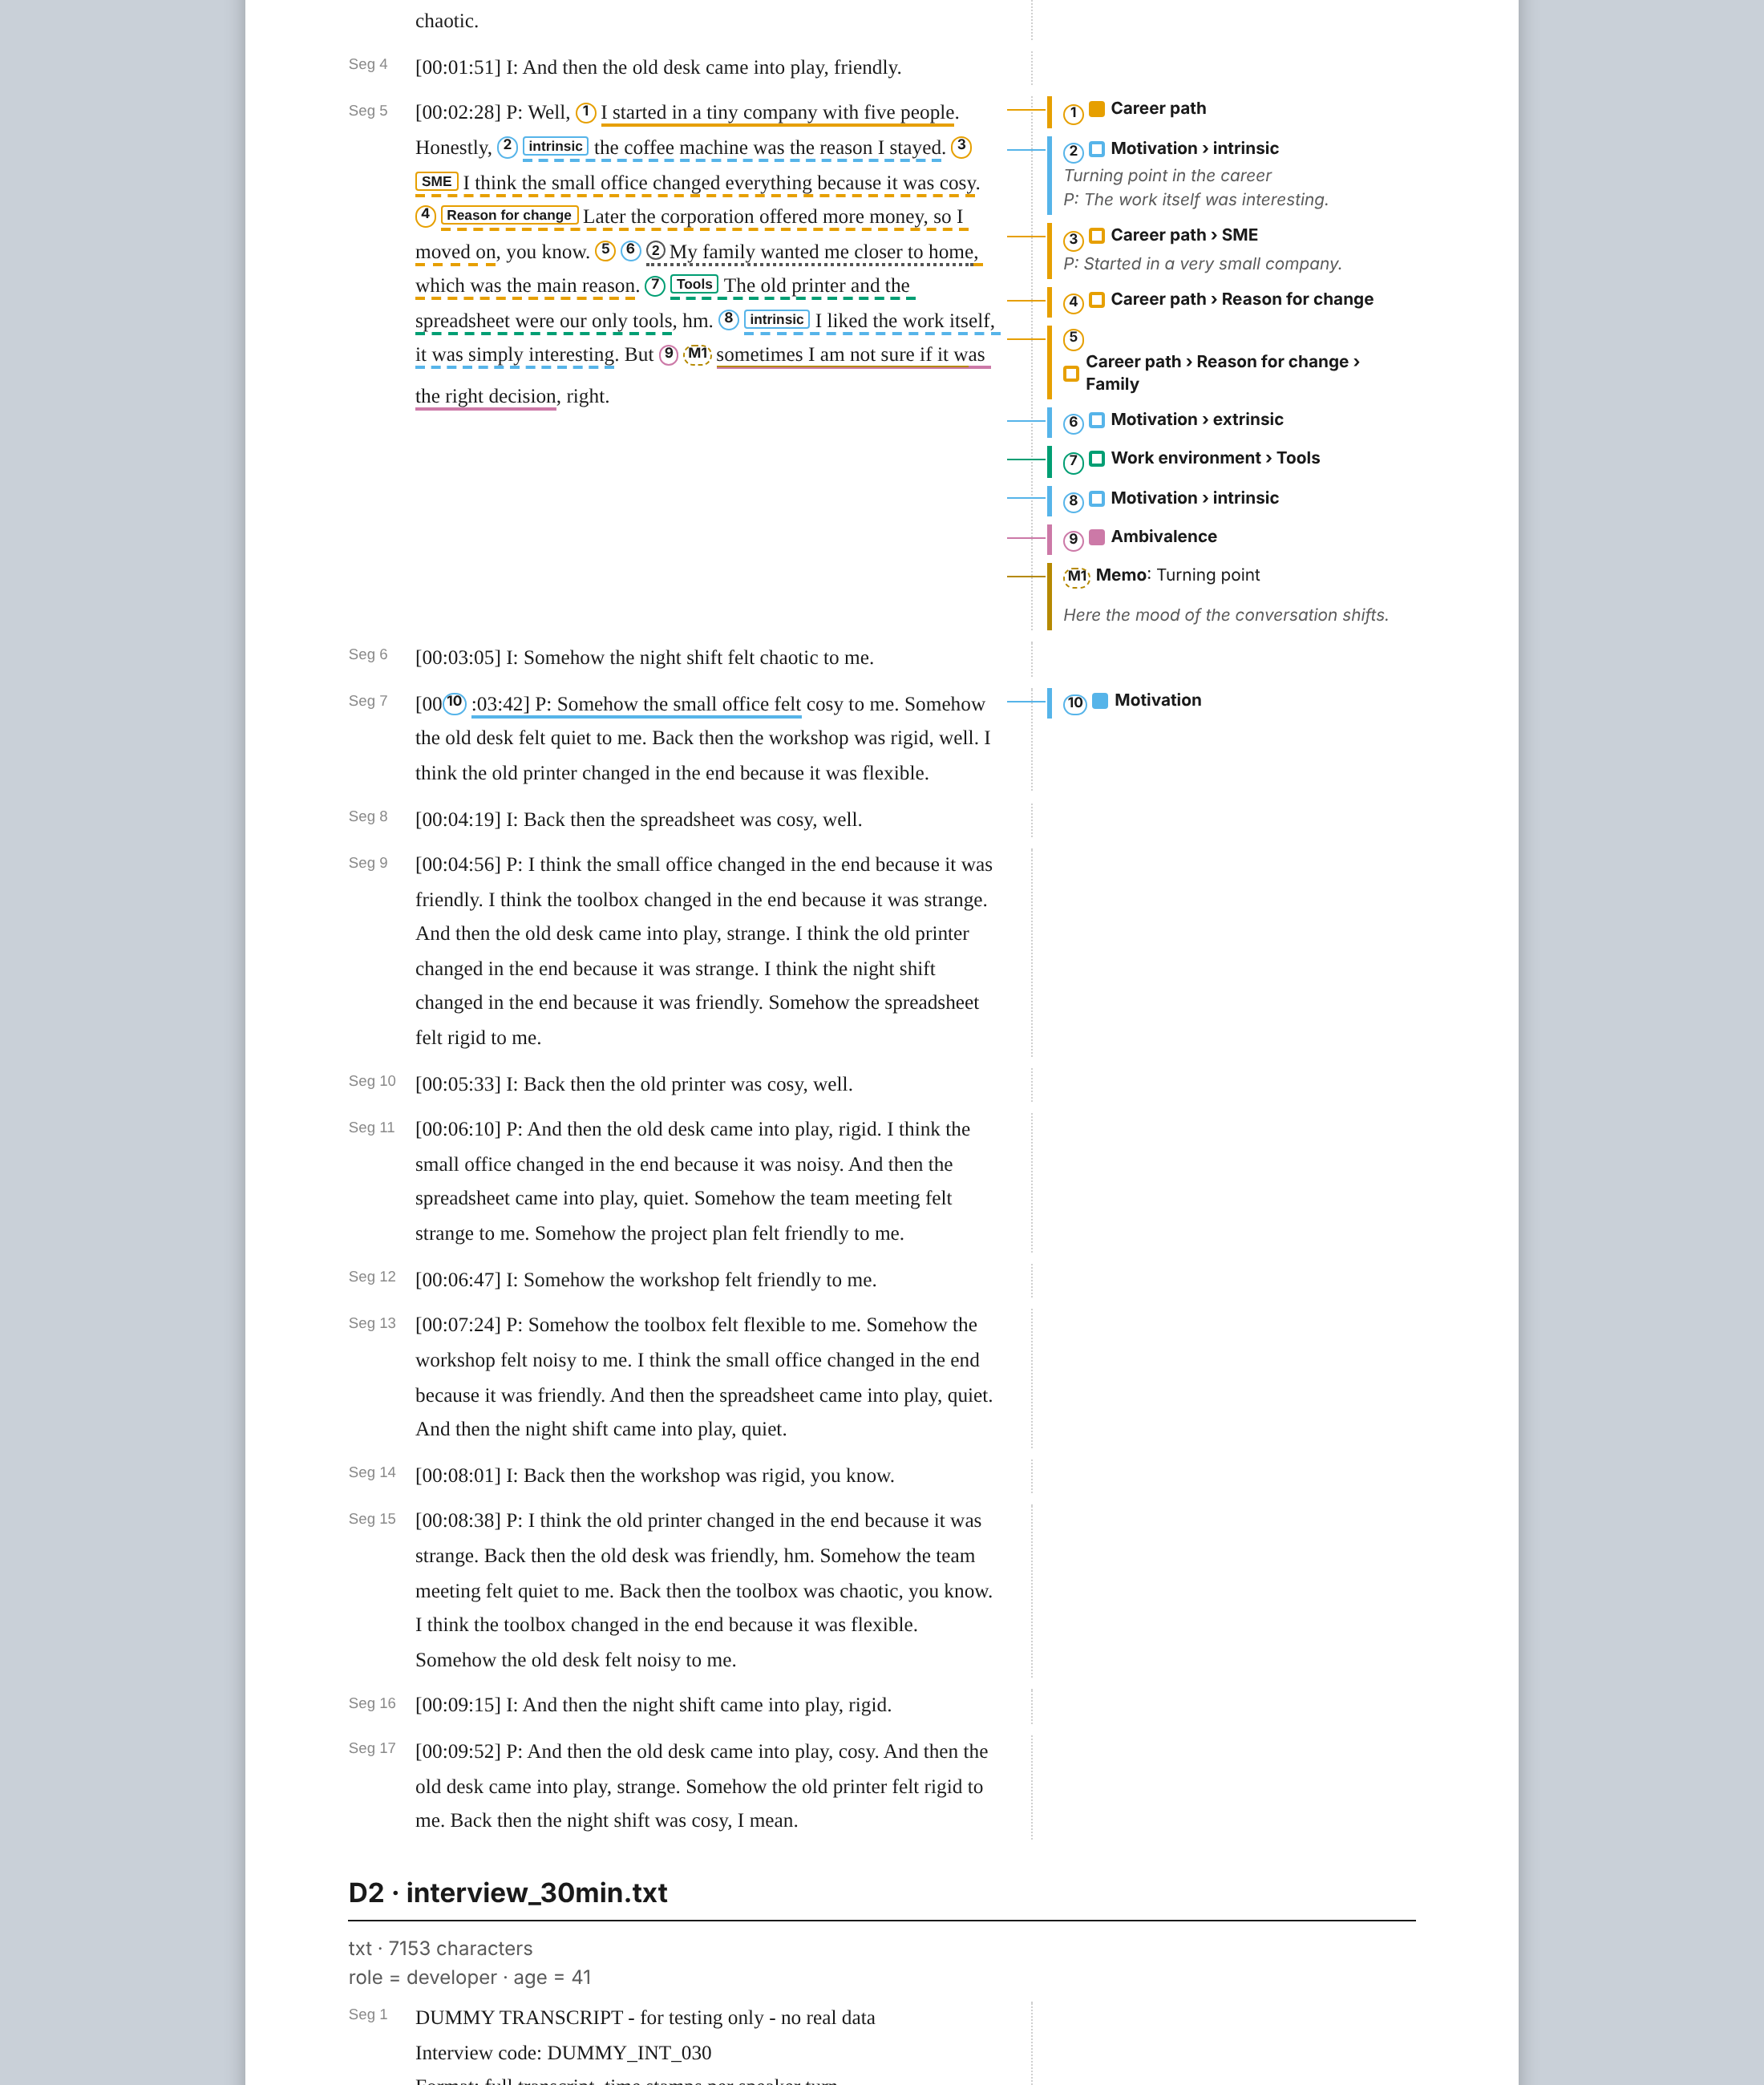 chaotic.
Seg 4 [00:01:51] I: And then the old desk came into play, friendly.
Seg 5 [00:02:28] P: Well, 1 I started in a tiny company with five people.
Honestly, 2 intrinsic the coffee machine was the reason I stayed. 3
SME I think the small office changed everything because it was cosy.
4 Reason for change Later the corporation offered more money, so I
moved on, you know. 5 6 2 My family wanted me closer to home,
which was the main reason. 7 Tools The old printer and the
spreadsheet were our only tools, hm. 8 intrinsic I liked the work itself,
it was simply interesting. But 9 M1 sometimes I am not sure if it was
the right decision, right.
1 Career path
2 Motivation › intrinsic
Turning point in the career
P: The work itself was interesting.
3 Career path › SME
P: Started in a very small company.
4 Career path › Reason for change
5
Career path › Reason for change ›
Family
6 Motivation › extrinsic
7 Work environment › Tools
8 Motivation › intrinsic
9 Ambivalence
M1 Memo: Turning point
Here the mood of the conversation shifts.
Seg 6 [00:03:05] I: Somehow the night shift felt chaotic to me.
Seg 7 [00 10 :03:42] P: Somehow the small office felt cosy to me. Somehow
the old desk felt quiet to me. Back then the workshop was rigid, well. I
think the old printer changed in the end because it was flexible.
10 Motivation
Seg 8 [00:04:19] I: Back then the spreadsheet was cosy, well.
Seg 9 [00:04:56] P: I think the small office changed in the end because it was
friendly. I think the toolbox changed in the end because it was strange.
And then the old desk came into play, strange. I think the old printer
changed in the end because it was strange. I think the night shift
changed in the end because it was friendly. Somehow the spreadsheet
felt rigid to me.
Seg 10 [00:05:33] I: Back then the old printer was cosy, well.
Seg 11 [00:06:10] P: And then the old desk came into play, rigid. I think the
small office changed in the end because it was noisy. And then the
spreadsheet came into play, quiet. Somehow the team meeting felt
strange to me. Somehow the project plan felt friendly to me.
Seg 12 [00:06:47] I: Somehow the workshop felt friendly to me.
Seg 13 [00:07:24] P: Somehow the toolbox felt flexible to me. Somehow the
workshop felt noisy to me. I think the small office changed in the end
because it was friendly. And then the spreadsheet came into play, quiet.
And then the night shift came into play, quiet.
Seg 14 [00:08:01] I: Back then the workshop was rigid, you know.
Seg 15 [00:08:38] P: I think the old printer changed in the end because it was
strange. Back then the old desk was friendly, hm. Somehow the team
meeting felt quiet to me. Back then the toolbox was chaotic, you know.
I think the toolbox changed in the end because it was flexible.
Somehow the old desk felt noisy to me.
Seg 16 [00:09:15] I: And then the night shift came into play, rigid.
Seg 17 [00:09:52] P: And then the old desk came into play, cosy. And then the
old desk came into play, strange. Somehow the old printer felt rigid to
me. Back then the night shift was cosy, I mean.
D2 · interview_30min.txt
txt · 7153 characters
role = developer · age = 41
Seg 1 DUMMY TRANSCRIPT - for testing only - no real data
Interview code: DUMMY_INT_030
Format: full transcript, time stamps per speaker turn